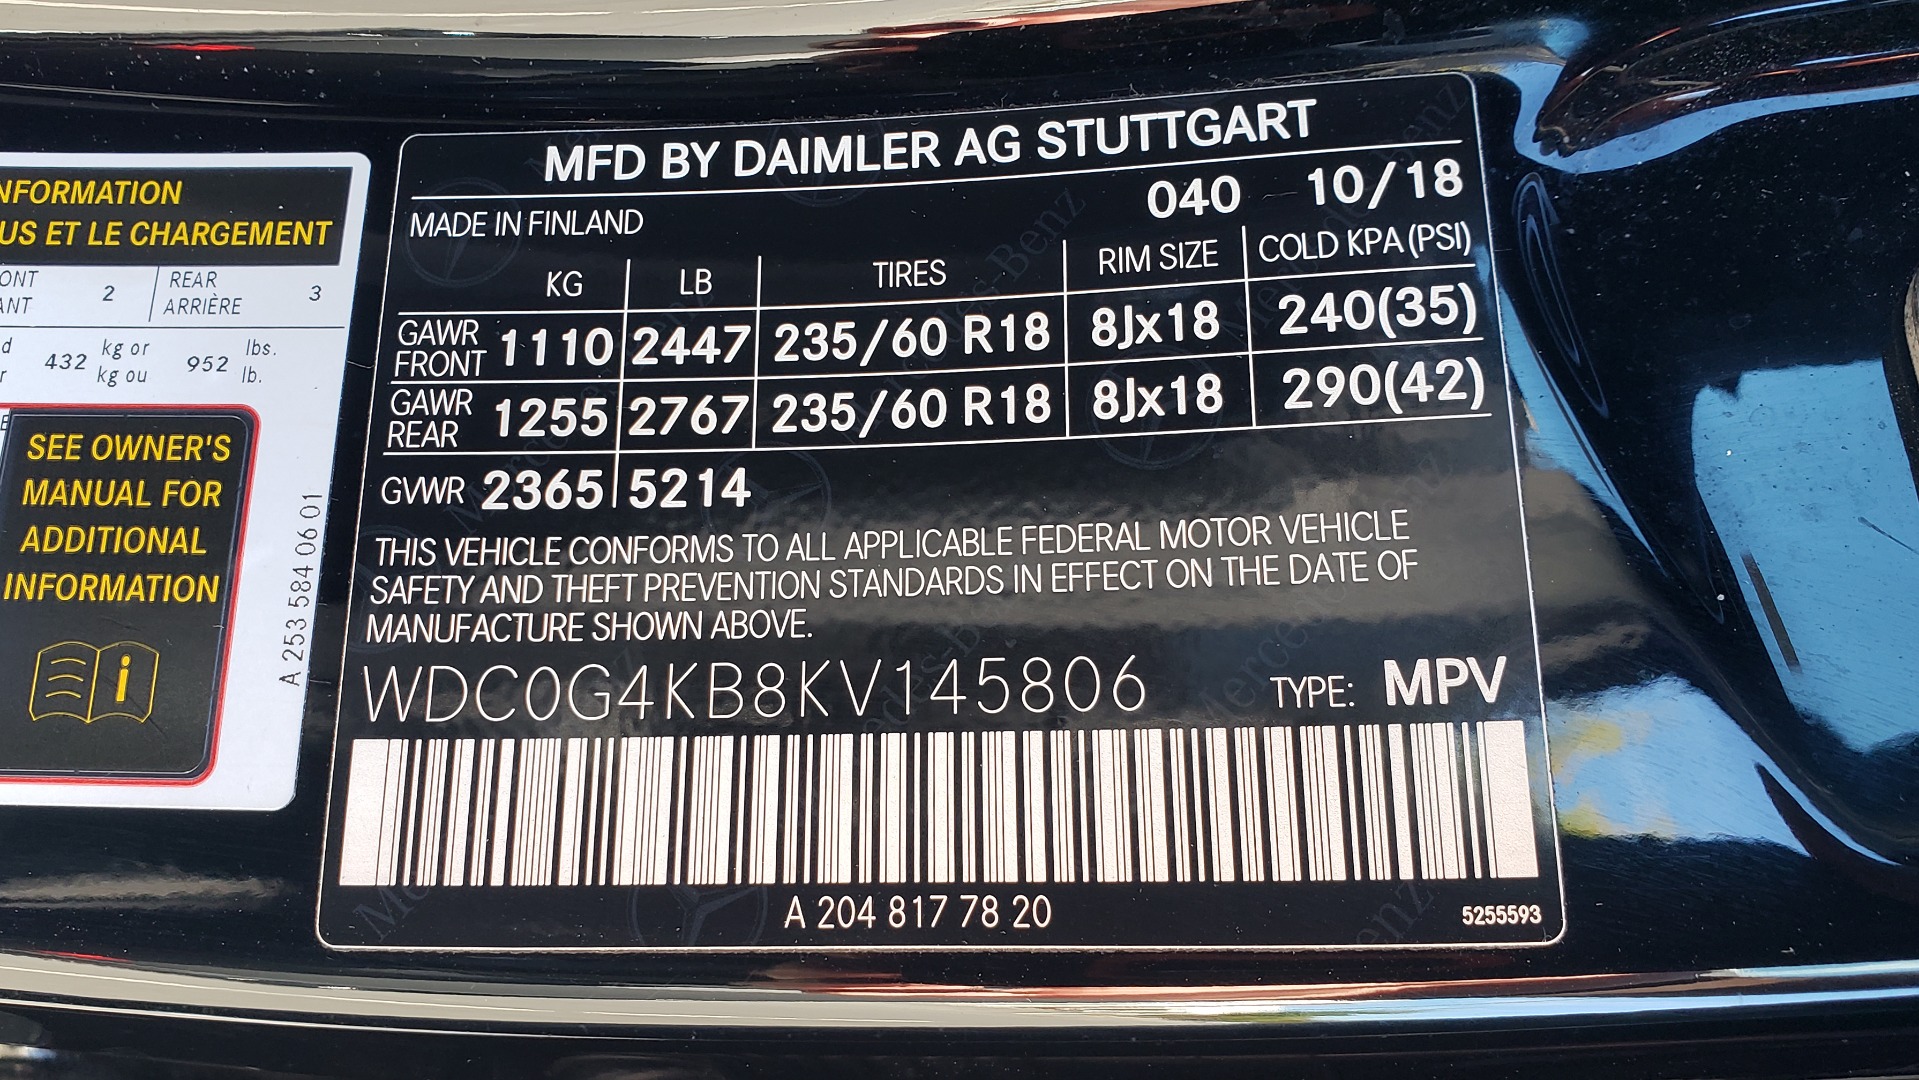 NFORMATION
US ET LE CHARGEMENT
ONT
ANT
2
REAR
ARRIÈRE
3
432 kg or
kg ou
952 lbs.
lb.
SEE OWNER'S
MANUAL FOR
ADDITIONAL
INFORMATION
A 253 584 06 01
MFD BY DAIMLER AG STUTTGART
MADE IN FINLAND 040 10/18
KG LB TIRES RIM SIZE COLD KPA (PSI)
GAWR
FRONT 1110 2447 235/60 R18 8Jx18 240(35)
GAWR
REAR 1255 2767 235/60 R18 8Jx18 290(42)
GVWR 2365 5214
THIS VEHICLE CONFORMS TO ALL APPLICABLE FEDERAL MOTOR VEHICLE
SAFETY AND THEFT PREVENTION STANDARDS IN EFFECT ON THE DATE OF
MANUFACTURE SHOWN ABOVE.
WDC0G4KB8KV145806 TYPE: MPV
A 204 817 78 20 5255593